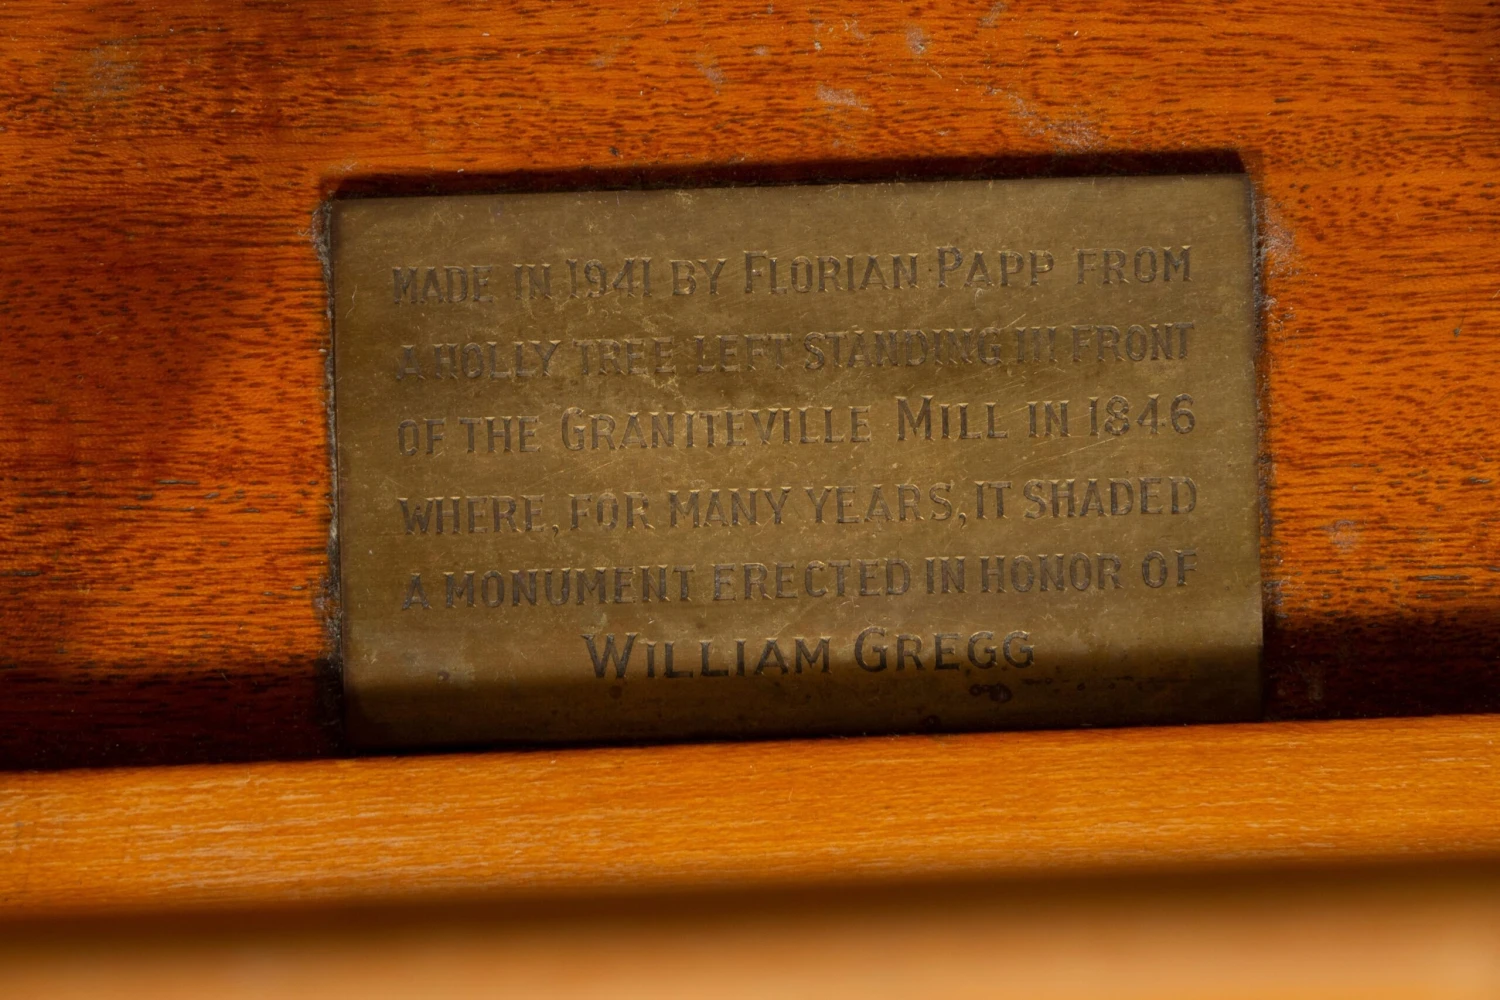 MADE IN 1941 BY FLORIAN PAPP FROM
A HOLLY TREE LEFT STANDING IN FRONT
OF THE GRANITEVILLE MILL IN 1846
WHERE, FOR MANY YEARS, IT SHADED
A MONUMENT ERECTED IN HONOR OF
WILLIAM GREGG